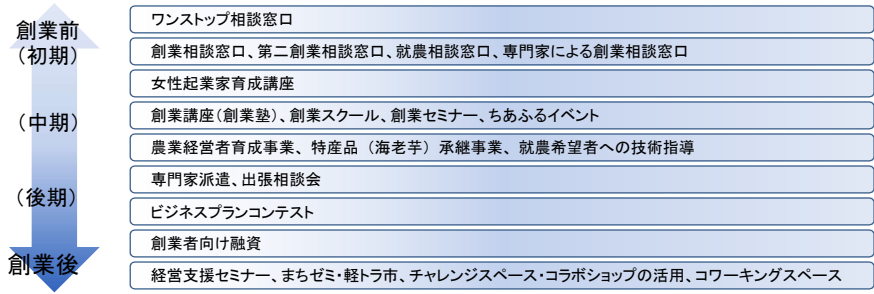 創業前
(初期)
(中期)
(後期)
創業後
ワンストップ相談窓口
創業相談窓口、第二創業相談窓口、就農相談窓口、専門家による創業相談窓口
女性起業家育成講座
創業講座(創業塾)、創業スクール、創業セミナー、ちあふるイベント
農業経営者育成事業、特産品(海老芋)承継事業、就農希望者への技術指導
専門家派遣、出張相談会
ビジネスプランコンテスト
創業者向け融資
経営支援セミナー、まちゼミ・軽トラ市、チャレンジスペース・コラボショップの活用、コワーキングスペース